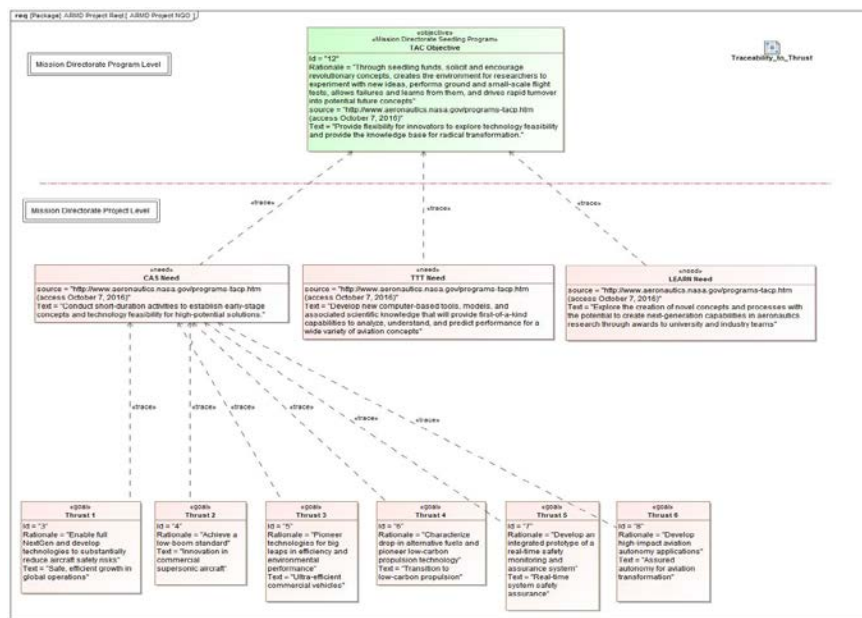 req [Package] ARMD Project Reqt [ ARMD Project NGO ]
Mission Directorate Program Level
«objective»
«Mission Directorate Seedling Program»
TAC Objective
Id = "12"
Rationale = "Through seedling funds, solicit and encourage
revolutionary concepts, creates the environment for researchers to
experiment with new ideas, performs ground and small-scale flight
tests, allows failures and learns from them, and drives rapid turnover
into potential future concepts"
source = "http://www.aeronautics.nasa.gov/programs-tacp.htm
(access October 7, 2016)"
Text = "Provide flexibility for innovators to explore technology feasibility
and provide the knowledge base for radical transformation."
Traceability_to_Thrust
Mission Directorate Project Level
«trace»
«trace»
«trace»
«need»
CAS Need
source = "http://www.aeronautics.nasa.gov/programs-tacp.htm
(access October 7, 2016)"
Text = "Conduct short-duration activities to establish early-stage
concepts and technology feasibility for high-potential solutions."
«need»
TTT Need
source = "http://www.aeronautics.nasa.gov/programs-tacp.htm
(access October 7, 2016)"
Text = "Develop new computer-based tools, models, and
associated scientific knowledge that will provide first-of-a-kind
capabilities to analyze, understand, and predict performance for a
wide variety of aviation concepts"
«need»
LEARN Need
source = "http://www.aeronautics.nasa.gov/programs-tacp.htm
(access October 7, 2016)"
Text = "Explore the creation of novel concepts and processes with
the potential to create next-generation capabilities in aeronautics
research through awards to university and industry teams"
«trace»
«trace»
«trace»
«trace»
«trace»
«trace»
«goal»
Thrust 1
Id = "3"
Rationale = "Enable full
NextGen and develop
technologies to substantially
reduce aircraft safety risks"
Text = "Safe, efficient growth in
global operations"
«goal»
Thrust 2
Id = "4"
Rationale = "Achieve a
low-boom standard"
Text = "Innovation in
commercial
supersonic aircraft"
«goal»
Thrust 3
Id = "5"
Rationale = "Pioneer
technologies for big
leaps in efficiency and
environmental
performance"
Text = "Ultra-efficient
commercial vehicles"
«goal»
Thrust 4
Id = "6"
Rationale = "Characterize
drop-in alternative fuels and
pioneer low-carbon
propulsion technology"
Text = "Transition to
low-carbon propulsion"
«goal»
Thrust 5
Id = "7"
Rationale = "Develop an
integrated prototype of a
real-time safety
monitoring and
assurance system"
Text = "Real-time
system safety
assurance"
«goal»
Thrust 6
Id = "8"
Rationale = "Develop
high-impact aviation
autonomy applications"
Text = "Assured
autonomy for aviation
transformation"